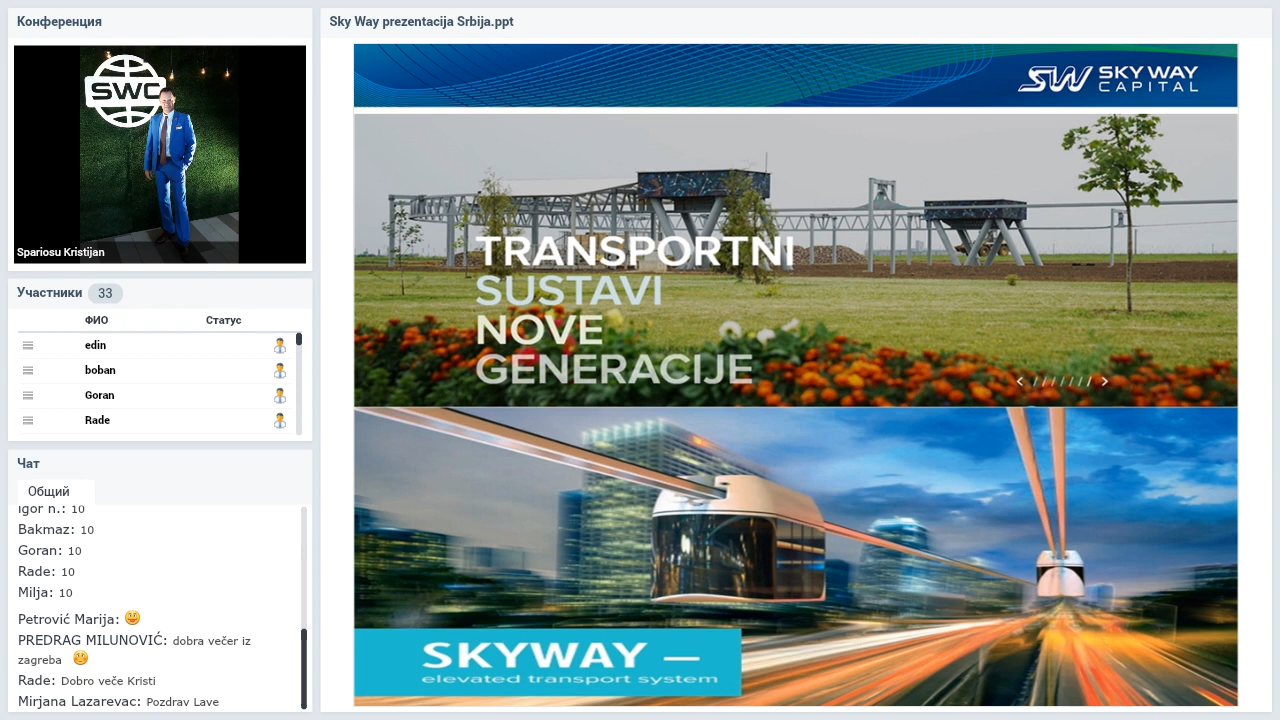 Конференция
SWC
Spariosu Kristijan
Участники 33
ФИО Статус
edin
boban
Goran
Rade
Чат
Общий
igor n.: 10
Bakmaz: 10
Goran: 10
Rade: 10
Milja: 10
Petrović Marija:
PREDRAG MILUNOVIĆ: dobra večer iz
zagreba
Rade: Dobro veče Kristi
Mirjana Lazarevac: Pozdrav Lave
Sky Way prezentacija Srbija.ppt
SW SKY WAY
CAPITAL
TRANSPORTNI
SUSTAVI
NOVE
GENERACIJE
SKYWAY —
elevated transport system